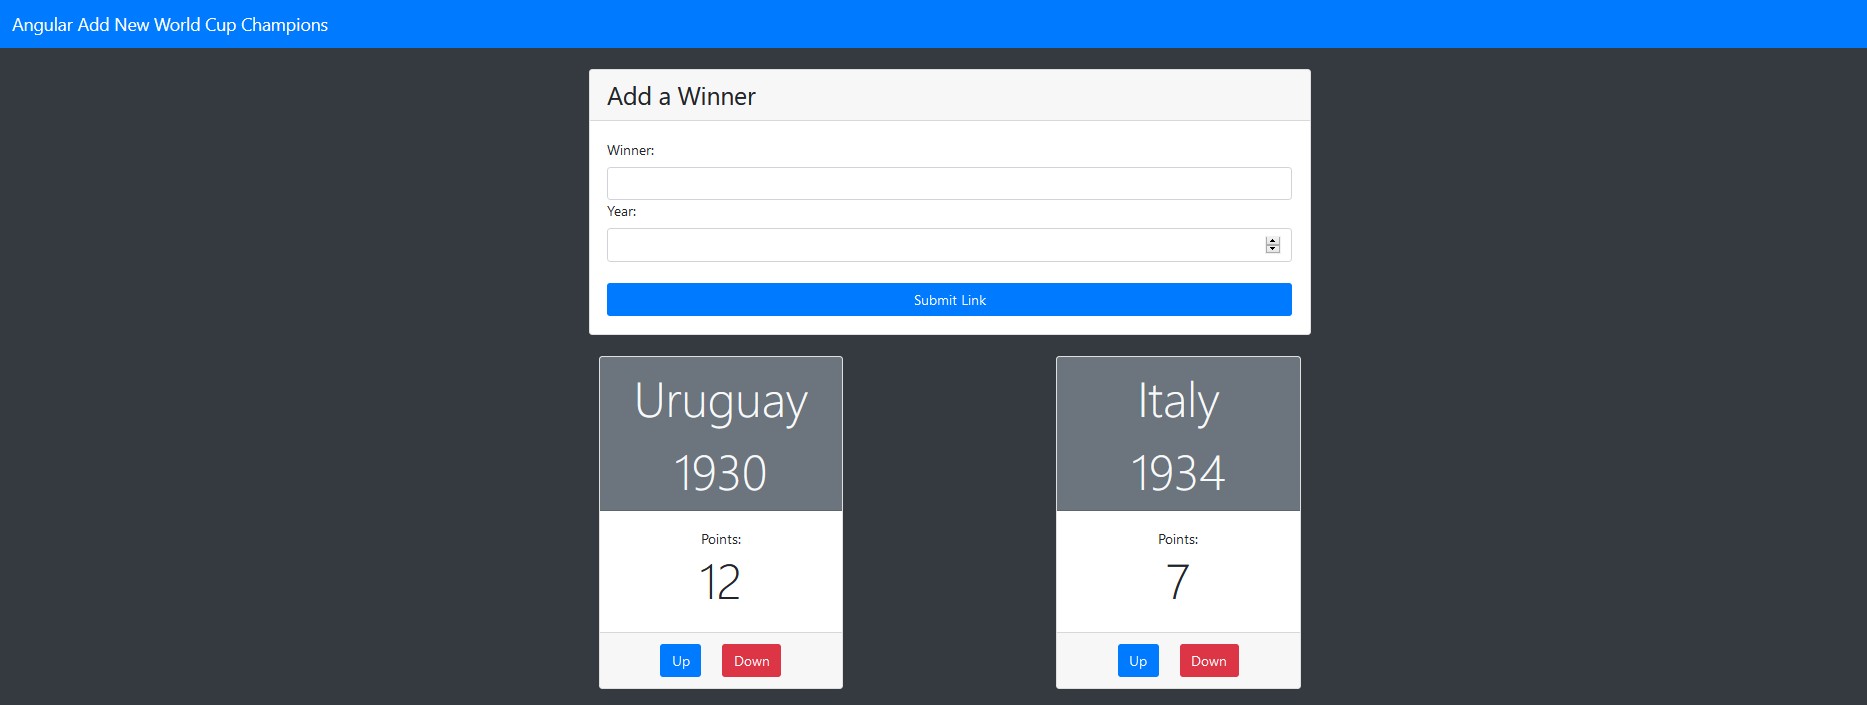 Angular Add New World Cup Champions
Add a Winner
Winner:
Year:
Submit Link
Uruguay
1930
Points:
12
Up Down
Italy
1934
Points:
7
Up Down